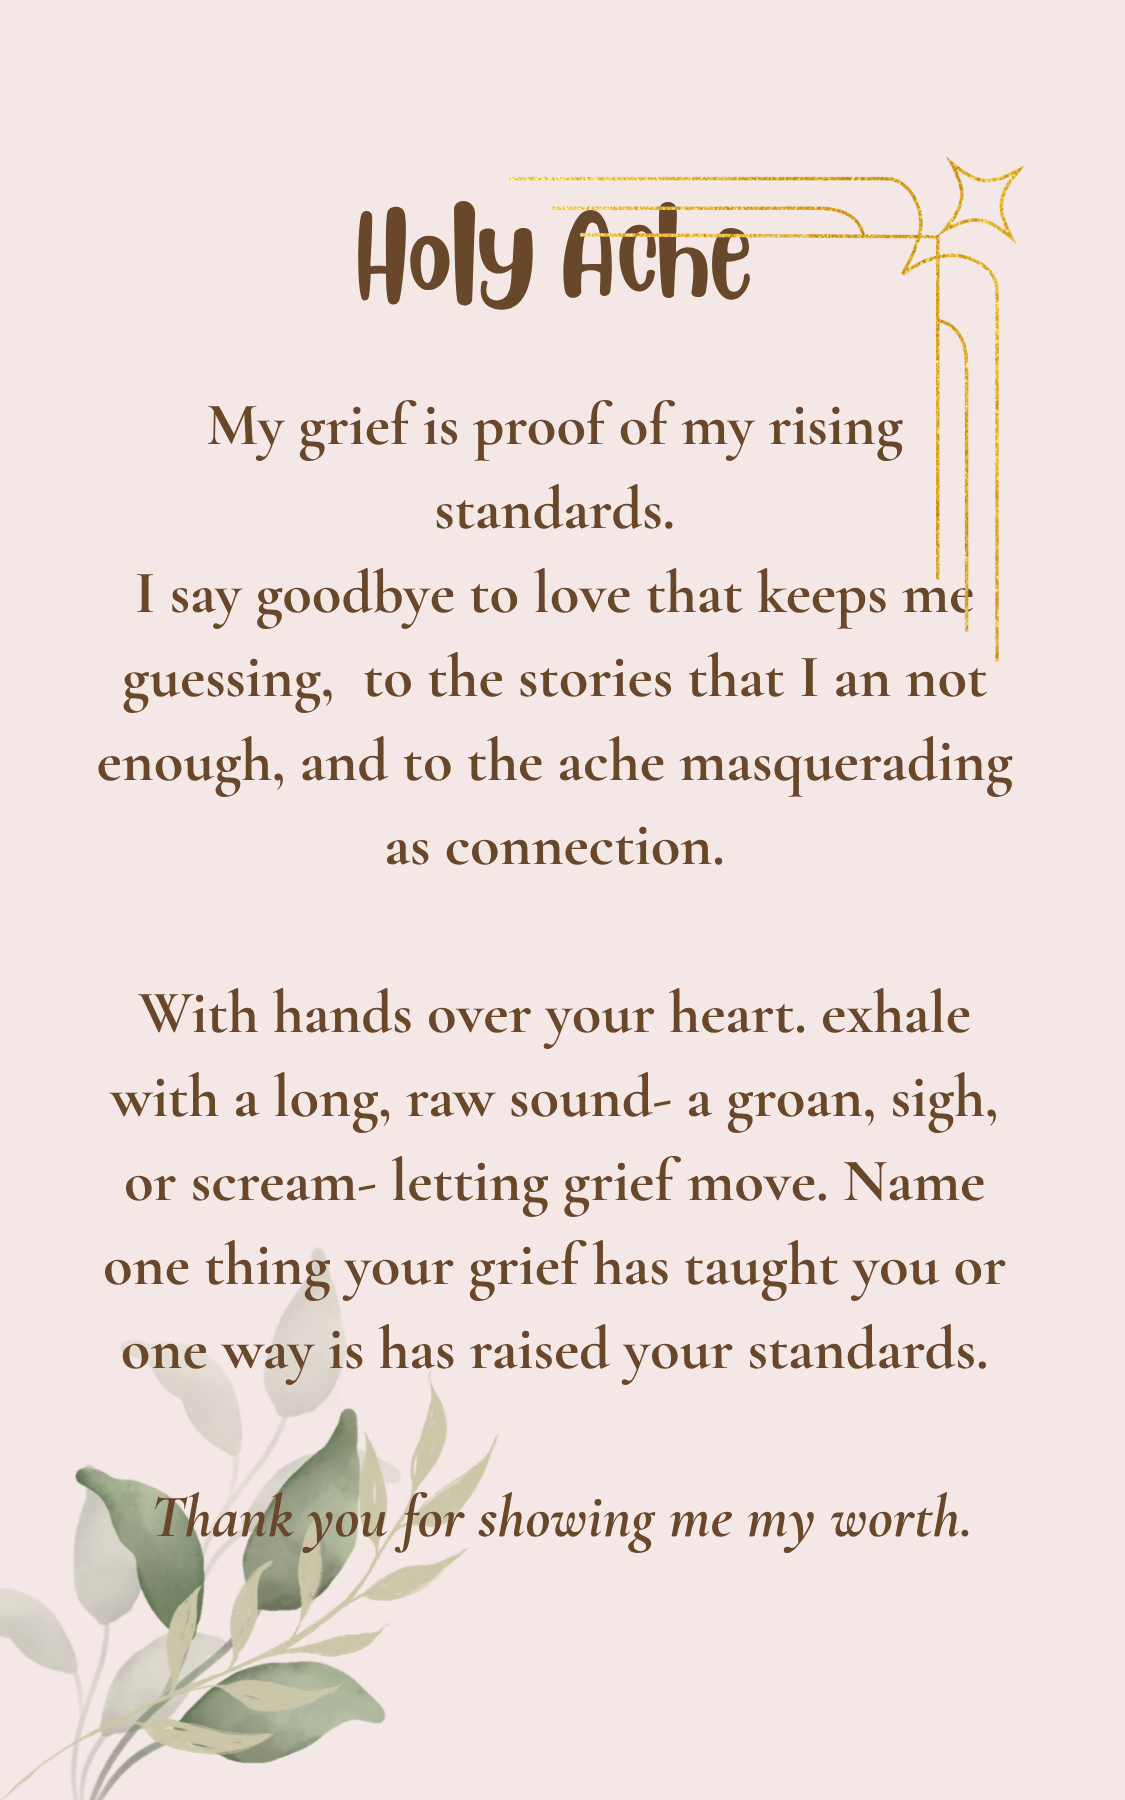 Holy Ache
My grief is proof of my rising
standards.
I say goodbye to love that keeps me
guessing,  to the stories that I an not
enough, and to the ache masquerading
as connection.
With hands over your heart. exhale
with a long, raw sound- a groan, sigh,
or scream- letting grief move. Name
one thing your grief has taught you or
one way is has raised your standards.
Thank you for showing me my worth.